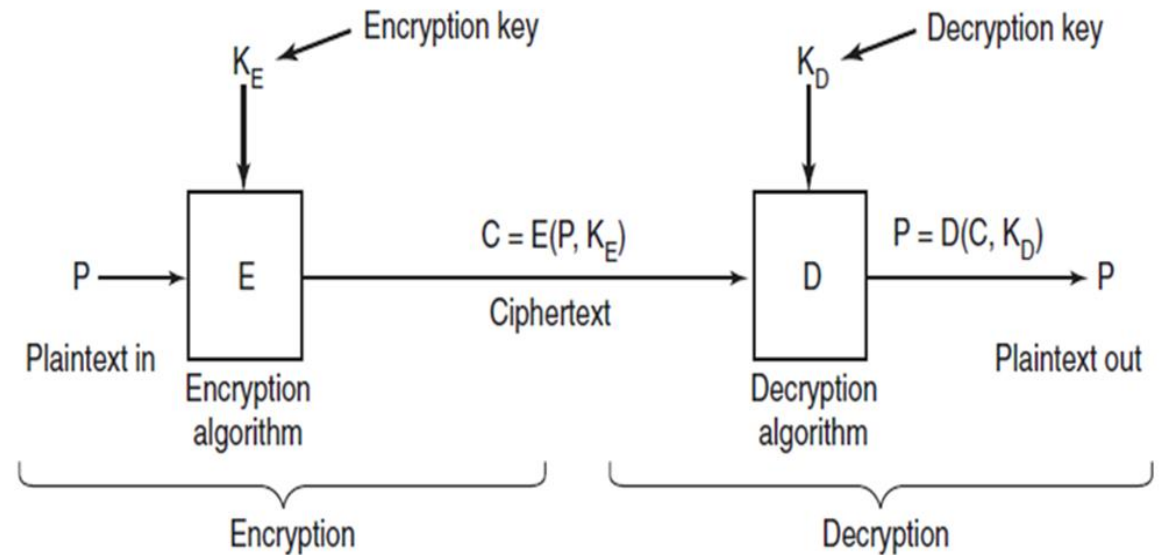 Encryption key
K_E
Decryption key
K_D
C = E(P, K_E)
P = D(C, K_D)
P
E
D
P
Ciphertext
Plaintext in
Plaintext out
Encryption
algorithm
Decryption
algorithm
Encryption
Decryption